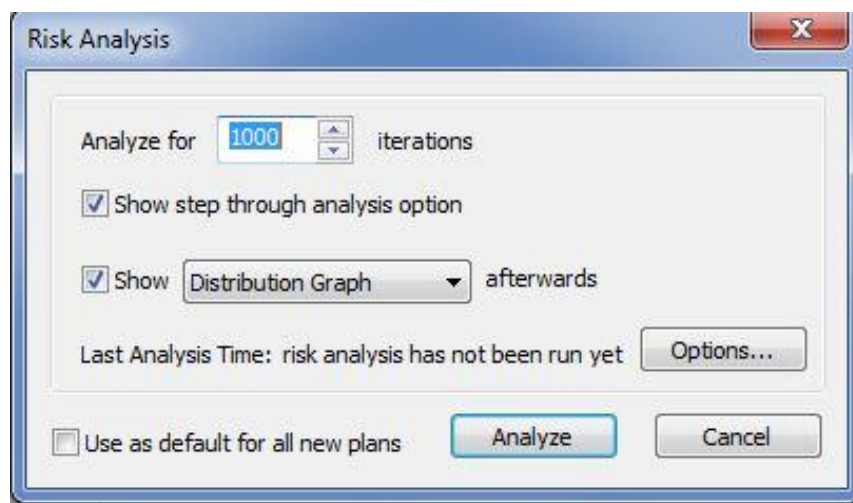 Risk Analysis
Analyze for 1000 iterations
Show step through analysis option
Show Distribution Graph afterwards
Last Analysis Time: risk analysis has not been run yet Options...
Use as default for all new plans Analyze Cancel